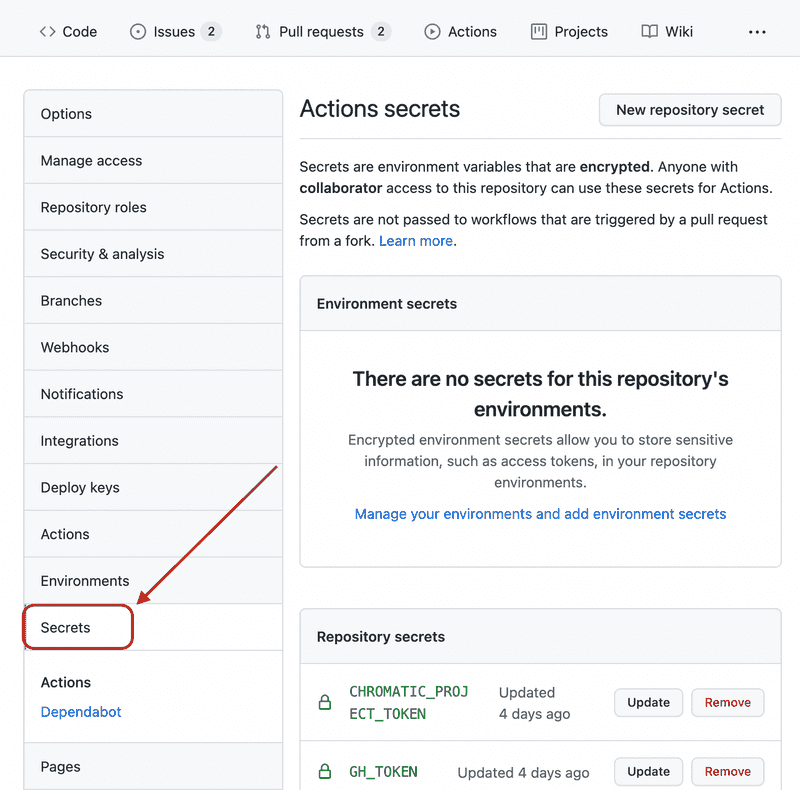 Code Issues 2 Pull requests 2 Actions Projects Wiki ...
Options
Manage access
Repository roles
Security & analysis
Branches
Webhooks
Notifications
Integrations
Deploy keys
Actions
Environments
Secrets
Actions
Dependabot
Pages
Actions secrets
New repository secret
Secrets are environment variables that are encrypted. Anyone with
collaborator access to this repository can use these secrets for Actions.
Secrets are not passed to workflows that are triggered by a pull request
from a fork. Learn more.
Environment secrets
There are no secrets for this repository's
environments.
Encrypted environment secrets allow you to store sensitive
information, such as access tokens, in your repository
environments.
Manage your environments and add environment secrets
Repository secrets
CHROMATIC_PROJ
ECT_TOKEN
Updated
4 days ago
Update Remove
GH_TOKEN Updated 4 days ago Update Remove